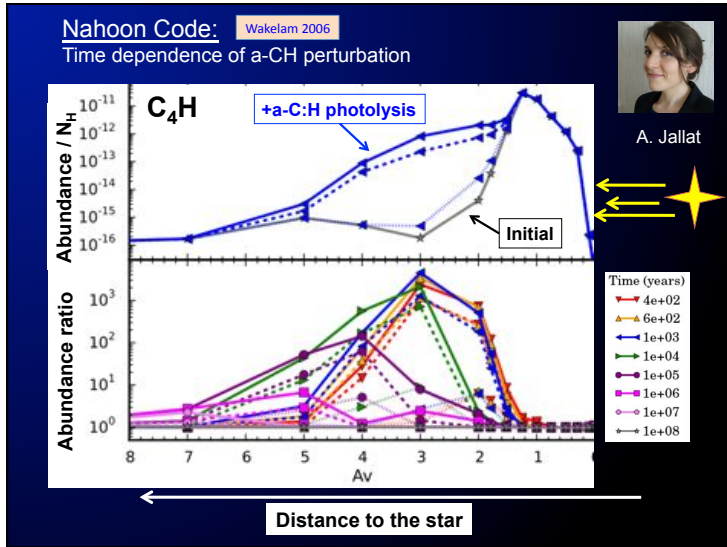 Nahoon Code:
Wakelam 2006
Time dependence of a-CH perturbation
C₄H
+a-C:H photolysis
A. Jallat
Abundance / N_H
10⁻¹¹
10⁻¹²
10⁻¹³
10⁻¹⁴
10⁻¹⁵
10⁻¹⁶
Initial
Abundance ratio
10³
10²
10¹
10⁰
Time (years)
4e+02
6e+02
1e+03
1e+04
1e+05
1e+06
1e+07
1e+08
8 7 6 5 4 3 2 1
Av
Distance to the star